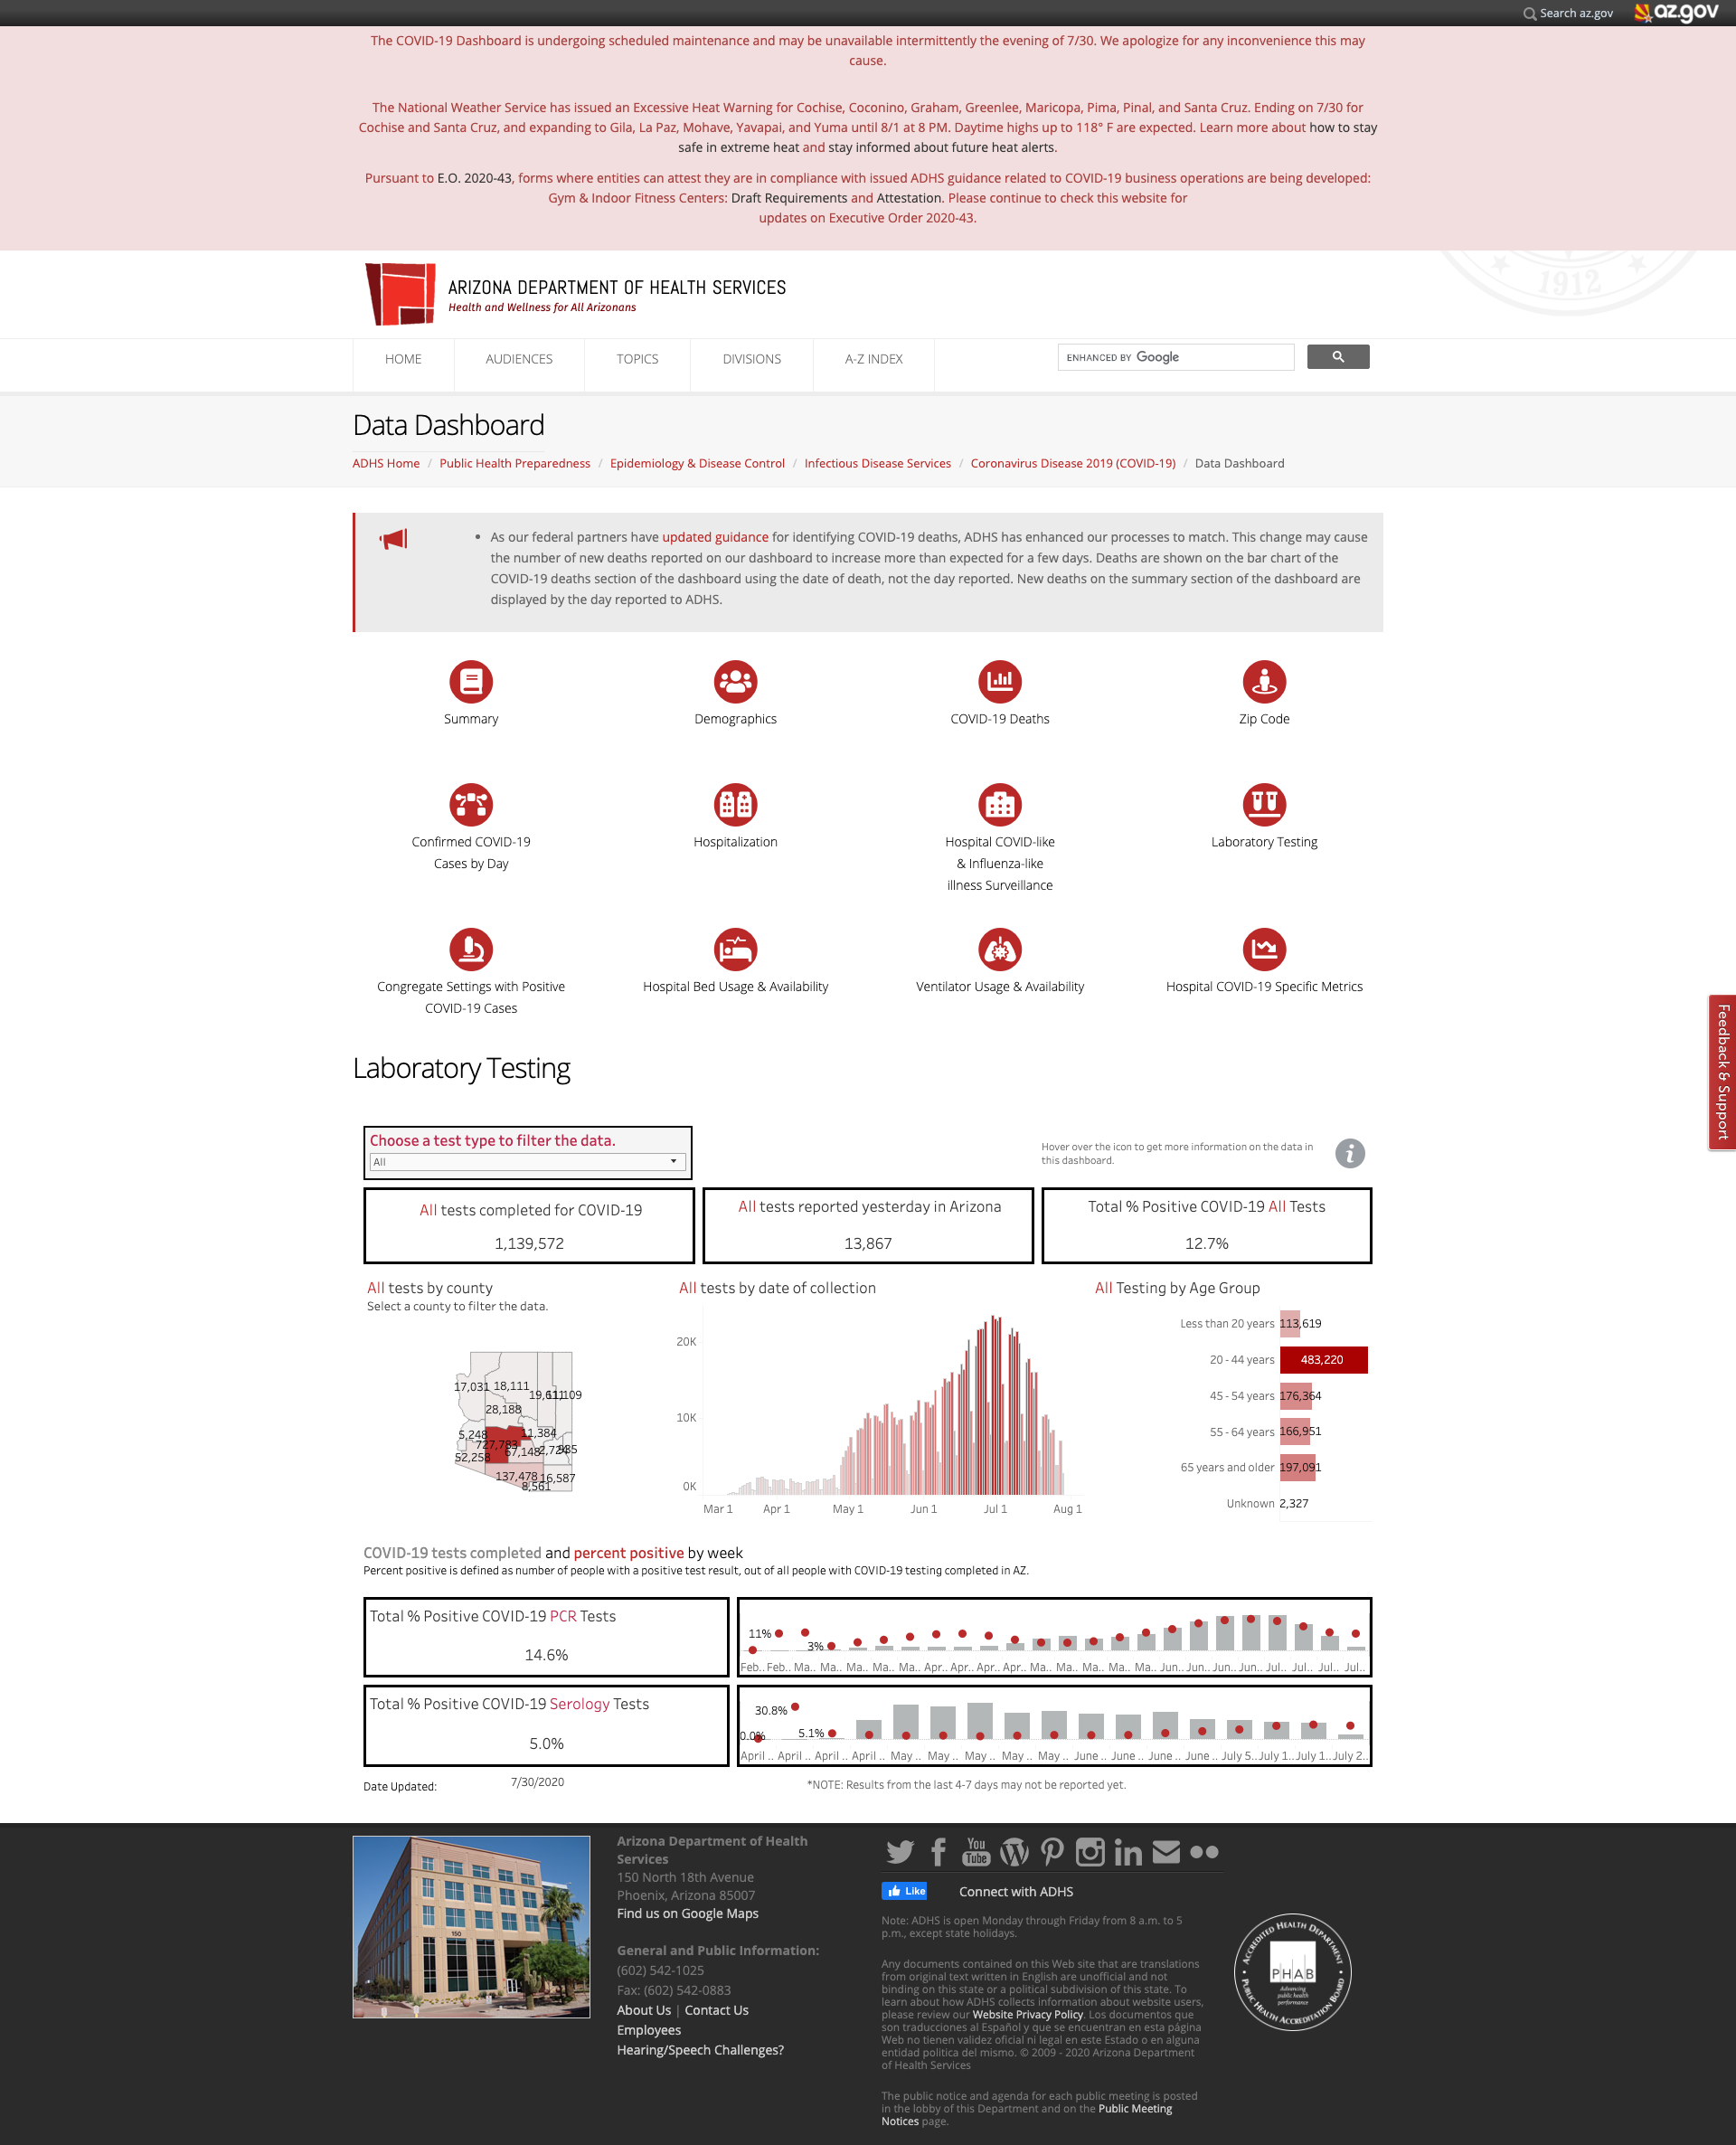 Search az.gov
az.gov
The COVID-19 Dashboard is undergoing scheduled maintenance and may be unavailable intermittently the evening of 7/30. We apologize for any inconvenience this may
cause.
The National Weather Service has issued an Excessive Heat Warning for Cochise, Coconino, Graham, Greenlee, Maricopa, Pima, Pinal, and Santa Cruz. Ending on 7/30 for
Cochise and Santa Cruz, and expanding to Gila, La Paz, Mohave, Yavapai, and Yuma until 8/1 at 8 PM. Daytime highs up to 118° F are expected. Learn more about how to stay
safe in extreme heat and stay informed about future heat alerts.
Pursuant to E.O. 2020-43, forms where entities can attest they are in compliance with issued ADHS guidance related to COVID-19 business operations are being developed:
Gym & Indoor Fitness Centers: Draft Requirements and Attestation. Please continue to check this website for
updates on Executive Order 2020-43.
1912
ARIZONA DEPARTMENT OF HEALTH SERVICES
Health and Wellness for All Arizonans
HOME
AUDIENCES
TOPICS
DIVISIONS
A-Z INDEX
ENHANCED BY Google
Data Dashboard
ADHS Home / Public Health Preparedness / Epidemiology & Disease Control / Infectious Disease Services / Coronavirus Disease 2019 (COVID-19) / Data Dashboard
• As our federal partners have updated guidance for identifying COVID-19 deaths, ADHS has enhanced our processes to match. This change may cause
the number of new deaths reported on our dashboard to increase more than expected for a few days. Deaths are shown on the bar chart of the
COVID-19 deaths section of the dashboard using the date of death, not the day reported. New deaths on the summary section of the dashboard are
displayed by the day reported to ADHS.
Summary
Demographics
COVID-19 Deaths
Zip Code
Confirmed COVID-19
Cases by Day
Hospitalization
Hospital COVID-like
& Influenza-like
illness Surveillance
Laboratory Testing
Congregate Settings with Positive
COVID-19 Cases
Hospital Bed Usage & Availability
Ventilator Usage & Availability
Hospital COVID-19 Specific Metrics
Feedback & Support
Laboratory Testing
Choose a test type to filter the data.
All
Hover over the icon to get more information on the data in
this dashboard.
All tests completed for COVID-19
1,139,572
All tests reported yesterday in Arizona
13,867
Total % Positive COVID-19 All Tests
12.7%
All tests by county
Select a county to filter the data.
17,031
18,111
28,188
11,384
5,248
727,783
67,148
52,258
137,478
16,587
8,561
All tests by date of collection
20K
10K
0K
Mar 1
Apr 1
May 1
Jun 1
Jul 1
Aug 1
All Testing by Age Group
Less than 20 years 113,619
20 - 44 years 483,220
45 - 54 years 176,364
55 - 64 years 166,951
65 years and older 197,091
Unknown 2,327
COVID-19 tests completed and percent positive by week
Percent positive is defined as number of people with a positive test result, out of all people with COVID-19 testing completed in AZ.
Total % Positive COVID-19 PCR Tests
14.6%
11%
3%
Feb.. Feb.. Ma.. Ma.. Ma.. Ma.. Ma.. Apr.. Apr.. Apr.. Apr.. Ma.. Ma.. Ma.. Ma.. Ma.. Jun.. Jun.. Jun.. Jun.. Jul.. Jul.. Jul.. Jul..
Total % Positive COVID-19 Serology Tests
5.0%
30.8%
0.0%
5.1%
April .. April .. April .. April .. May .. May .. May .. May .. May .. June .. June .. June .. June .. July 5.. July 1.. July 1.. July 2..
Date Updated:
7/30/2020
*NOTE: Results from the last 4-7 days may not be reported yet.
150
Arizona Department of Health
Services
150 North 18th Avenue
Phoenix, Arizona 85007
Find us on Google Maps
General and Public Information:
(602) 542-1025
Fax: (602) 542-0883
About Us | Contact Us
Employees
Hearing/Speech Challenges?
You
Tube
Like
Connect with ADHS
Note: ADHS is open Monday through Friday from 8 a.m. to 5
p.m., except state holidays.
Any documents contained on this Web site that are translations
from original text written in English are unofficial and not
binding on this state or a political subdivision of this state. To
learn about how ADHS collects information about website users,
please review our Website Privacy Policy. Los documentos que
son traducciones al Español y que se encuentran en esta página
Web no tienen validez oficial ni legal en este Estado o en alguna
entidad politica del mismo. © 2009 - 2020 Arizona Department
of Health Services
The public notice and agenda for each public meeting is posted
in the lobby of this Department and on the Public Meeting
Notices page.
ACCREDITED HEALTH DEPARTMENT
PHAB
Advancing
public health
performance
PUBLIC HEALTH ACCREDITATION BOARD